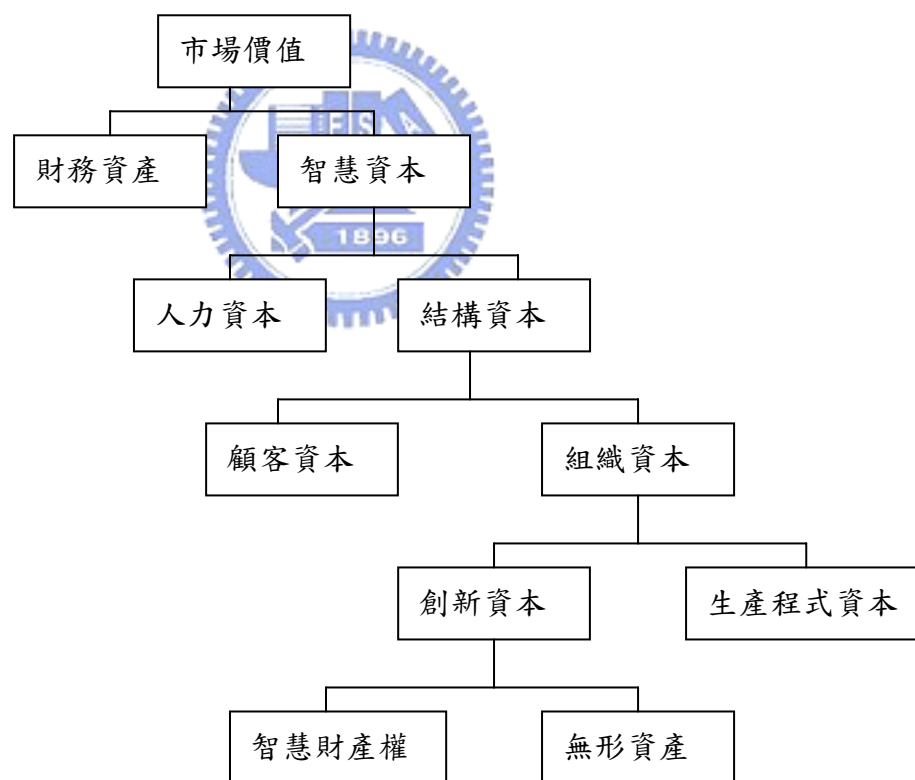 市場價值
財務資產
智慧資本
E S A
1896
人力資本
結構資本
顧客資本
組織資本
創新資本
生產程式資本
智慧財產權
無形資產